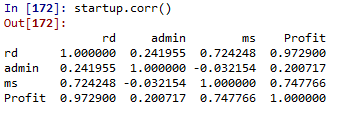 In [172]: startup.corr()
Out[172]:
rd admin ms Profit
rd 1.000000 0.241955 0.724248 0.972900
admin 0.241955 1.000000 -0.032154 0.200717
ms 0.724248 -0.032154 1.000000 0.747766
Profit 0.972900 0.200717 0.747766 1.000000